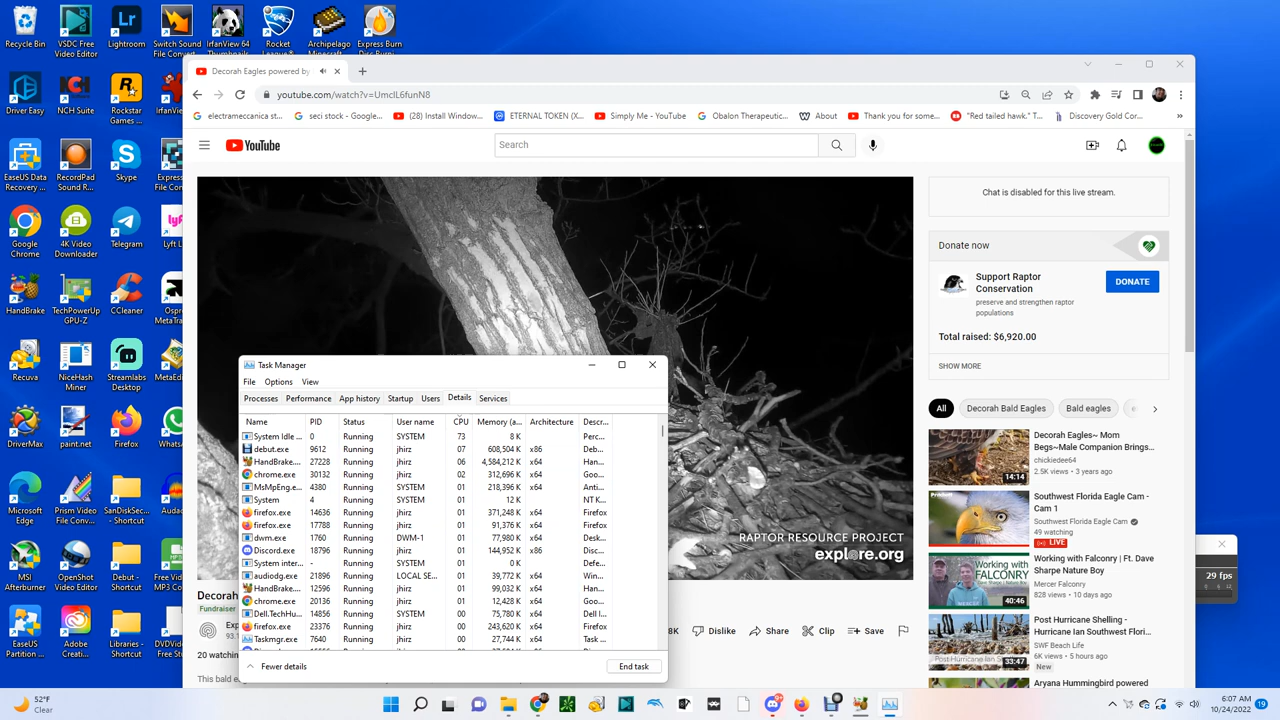 Recycle Bin
VSDC Free Video Editor
Lightroom
Switch Sound File Convert...
IrfanView 64 Thumbnails
Rocket League®
Archipelago Minecraft...
Express Burn Disc Burni...
Driver Easy
NCH Suite
Rockstar Games ...
EaseUS Data Recovery ...
RecordPad Sound R...
Skype
Google Chrome
4K Video Downloader
Telegram
Lyft
HandBrake
TechPowerUp GPU-Z
CCleaner
Recuva
NiceHash Miner
Streamlabs Desktop
DriverMax
paint.net
Firefox
Microsoft Edge
Prism Video File Conv...
SanDiskSec... - Shortcut
MSI Afterburner
OpenShot Video Editor
Debut - Shortcut
EaseUS Partition ...
Adobe Creati...
Libraries - Shortcut
Decorah Eagles powered by
youtube.com/watch?v=UmclL6funN8
electrameccanica st...
seci stock - Google...
(28) Install Window...
ETERNAL TOKEN (X...
Simply Me - YouTube
Obalon Therapeutic...
About
Thank you for some...
"Red tailed hawk." T...
Discovery Gold Cor...
YouTube
Search
Chat is disabled for this live stream.
Donate now
Support Raptor Conservation
preserve and strengthen raptor populations
DONATE
Total raised: $6,920.00
SHOW MORE
All
Decorah Bald Eagles
Bald eagles
Decorah Eagles~ Mom Begs~Male Companion Brings...
chickiedee64
2.5K views • 3 years ago
14:14
Southwest Florida Eagle Cam - Cam 1
Southwest Florida Eagle Cam
49 watching
LIVE
Working with Falconry | Ft. Dave Sharpe Nature Boy
Mercer Falconry
828 views • 10 days ago
Working with FALCONRY
40:46
Post Hurricane Shelling - Hurricane Ian Southwest Flori...
SWF Beach Life
6K views • 5 hours ago
New
33:47
Aryana Hummingbird powered
RAPTOR RESOURCE PROJECT
explore.org
Decorah
Fundraiser
Exp
93.
20 watching
This bald eag
8K
Dislike
Share
Clip
Save
29 fps
Task Manager
File
Options
View
Processes
Performance
App history
Startup
Users
Details
Services
Name PID Status User name CPU Memory (a... Architecture Descr...
System Idle ... 0 Running SYSTEM 73 8 K Perc...
debut.exe 9612 Running jhirz 07 608,504 K x86 Deb...
HandBrake.... 27228 Running jhirz 06 4,584,212 K x64 Han...
chrome.exe 30132 Running jhirz 02 312,696 K x64 Goo...
MsMpEng.e... 4380 Running SYSTEM 01 218,396 K x64 Anti...
System 4 Running SYSTEM 01 12 K NT K...
firefox.exe 14636 Running jhirz 01 371,248 K x64 Firefox
firefox.exe 17788 Running jhirz 01 91,376 K x64 Firefox
dwm.exe 1760 Running DWM-1 01 77,980 K x64 Desk...
Discord.exe 18796 Running jhirz 01 144,952 K x86 Disc...
System inter... - Running SYSTEM 01 0 K Defe...
audiodg.exe 21896 Running LOCAL SE... 01 39,772 K x64 Win...
HandBrake.... 12596 Running jhirz 01 99,032 K x64 Han...
chrome.exe 20136 Running jhirz 01 12,428 K x64 Goo...
Dell.TechHu... 14856 Running SYSTEM 00 75,780 K x64 Dell ...
firefox.exe 23376 Running jhirz 00 243,620 K x64 Firefox
Taskmgr.exe 7640 Running jhirz 00 27,744 K x64 Task ...
Fewer details
End task
52°F
Clear
6:07 AM
10/24/2022
19